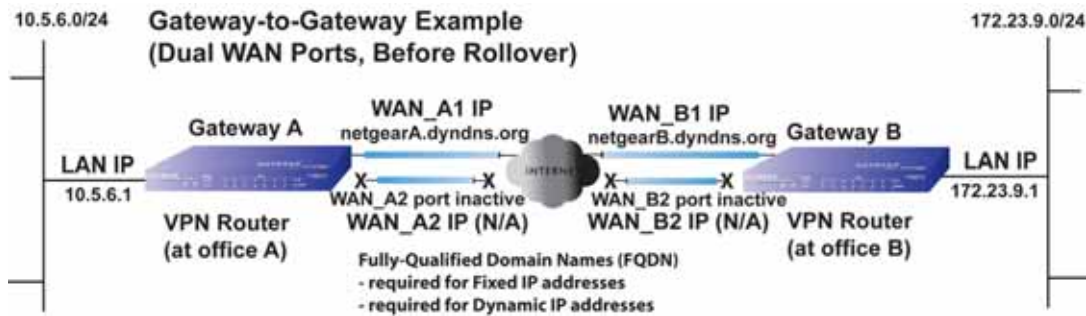 10.5.6.0/24
Gateway-to-Gateway Example
(Dual WAN Ports, Before Rollover)
172.23.9.0/24
WAN_A1 IP
netgearA.dyndns.org
WAN_B1 IP
netgearB.dyndns.org
Gateway A
Gateway B
NETGEAR
INTERNE
LAN IP
10.5.6.1
LAN IP
172.23.9.1
X X
X X
WAN_A2 port inactive
WAN_A2 IP (N/A)
WAN_B2 port inactive
WAN_B2 IP (N/A)
VPN Router
(at office A)
VPN Router
(at office B)
Fully-Qualified Domain Names (FQDN)
- required for Fixed IP addresses
- required for Dynamic IP addresses